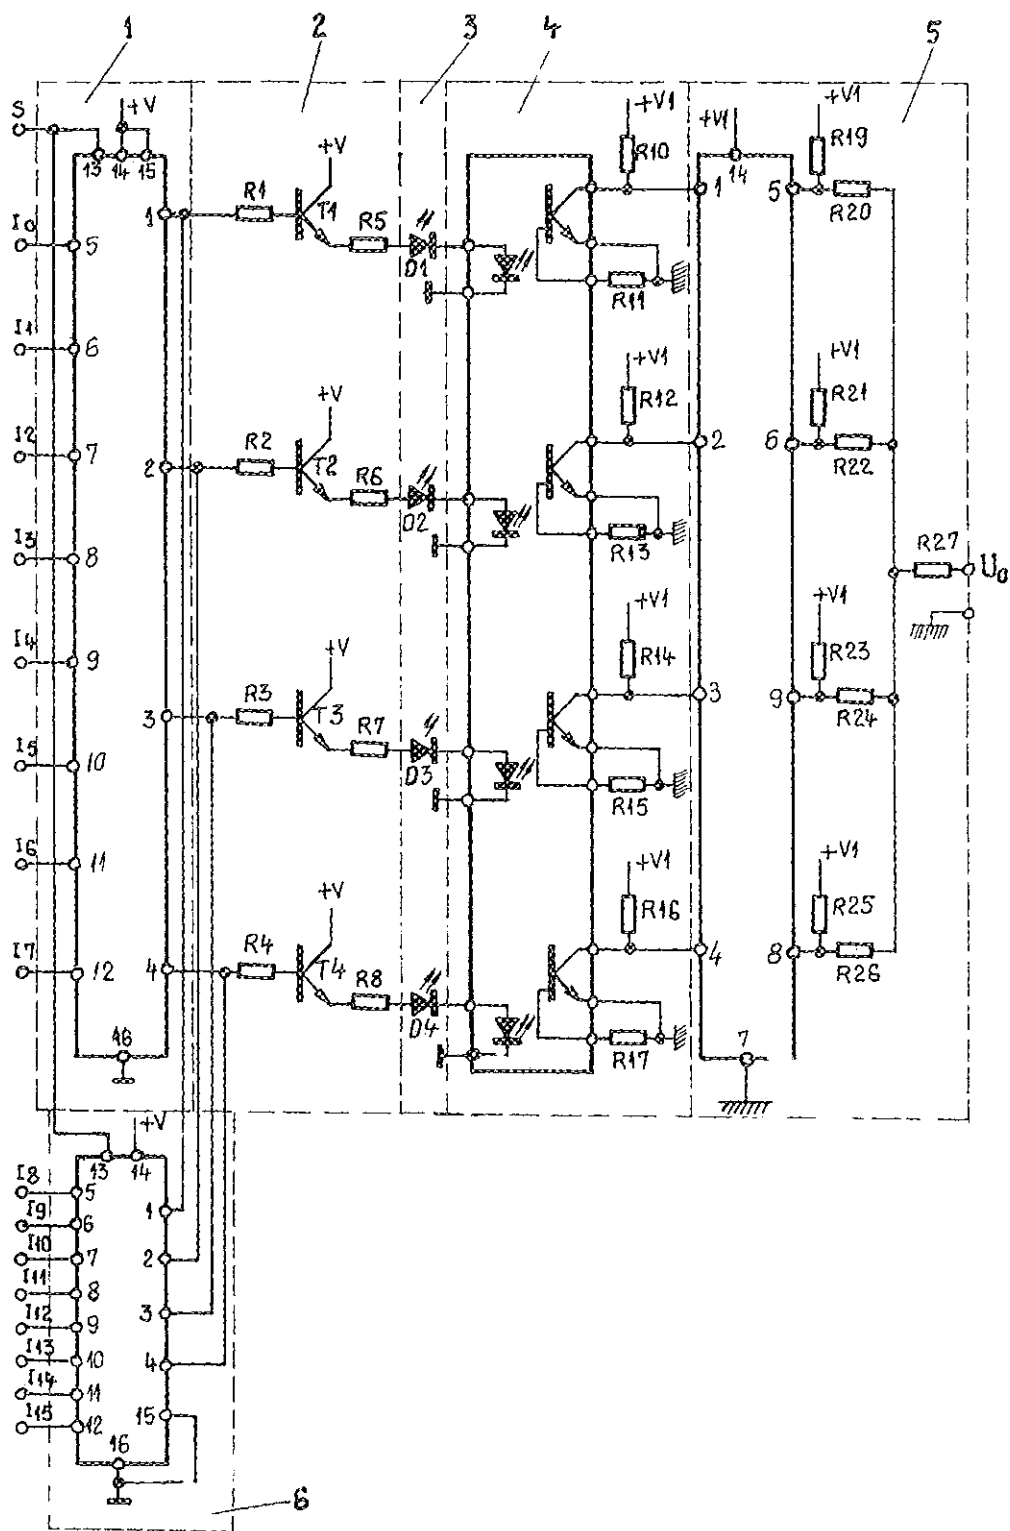 1 2 3 4 5
S +V +V1 +V1 +V1
13 14 15 +V R10 14 R19
I0 1 R1 T1 R5 1 5 R20
5 D1 R11
I1 6 +V1 +V1
I2 +V R12 R21
7 2 R2 T2 R6 2 6 R22
I3 8 D2 R13 R27 U0
I4 9 +V +V1 +V1
R14 R23
3 R3 T3 R7 3 9 R24
I5 10 D3 R15
I6 11 +V +V1 +V1
R16 R25
I7 12 4 R4 T4 R8 4 8 R26
16 D4 R17 7
+V
13 14
I8 5
I9 6 1
I10 7 2
I11 8
I12 9 3
I13 10 4
I14 11
I15 12 15
16
6